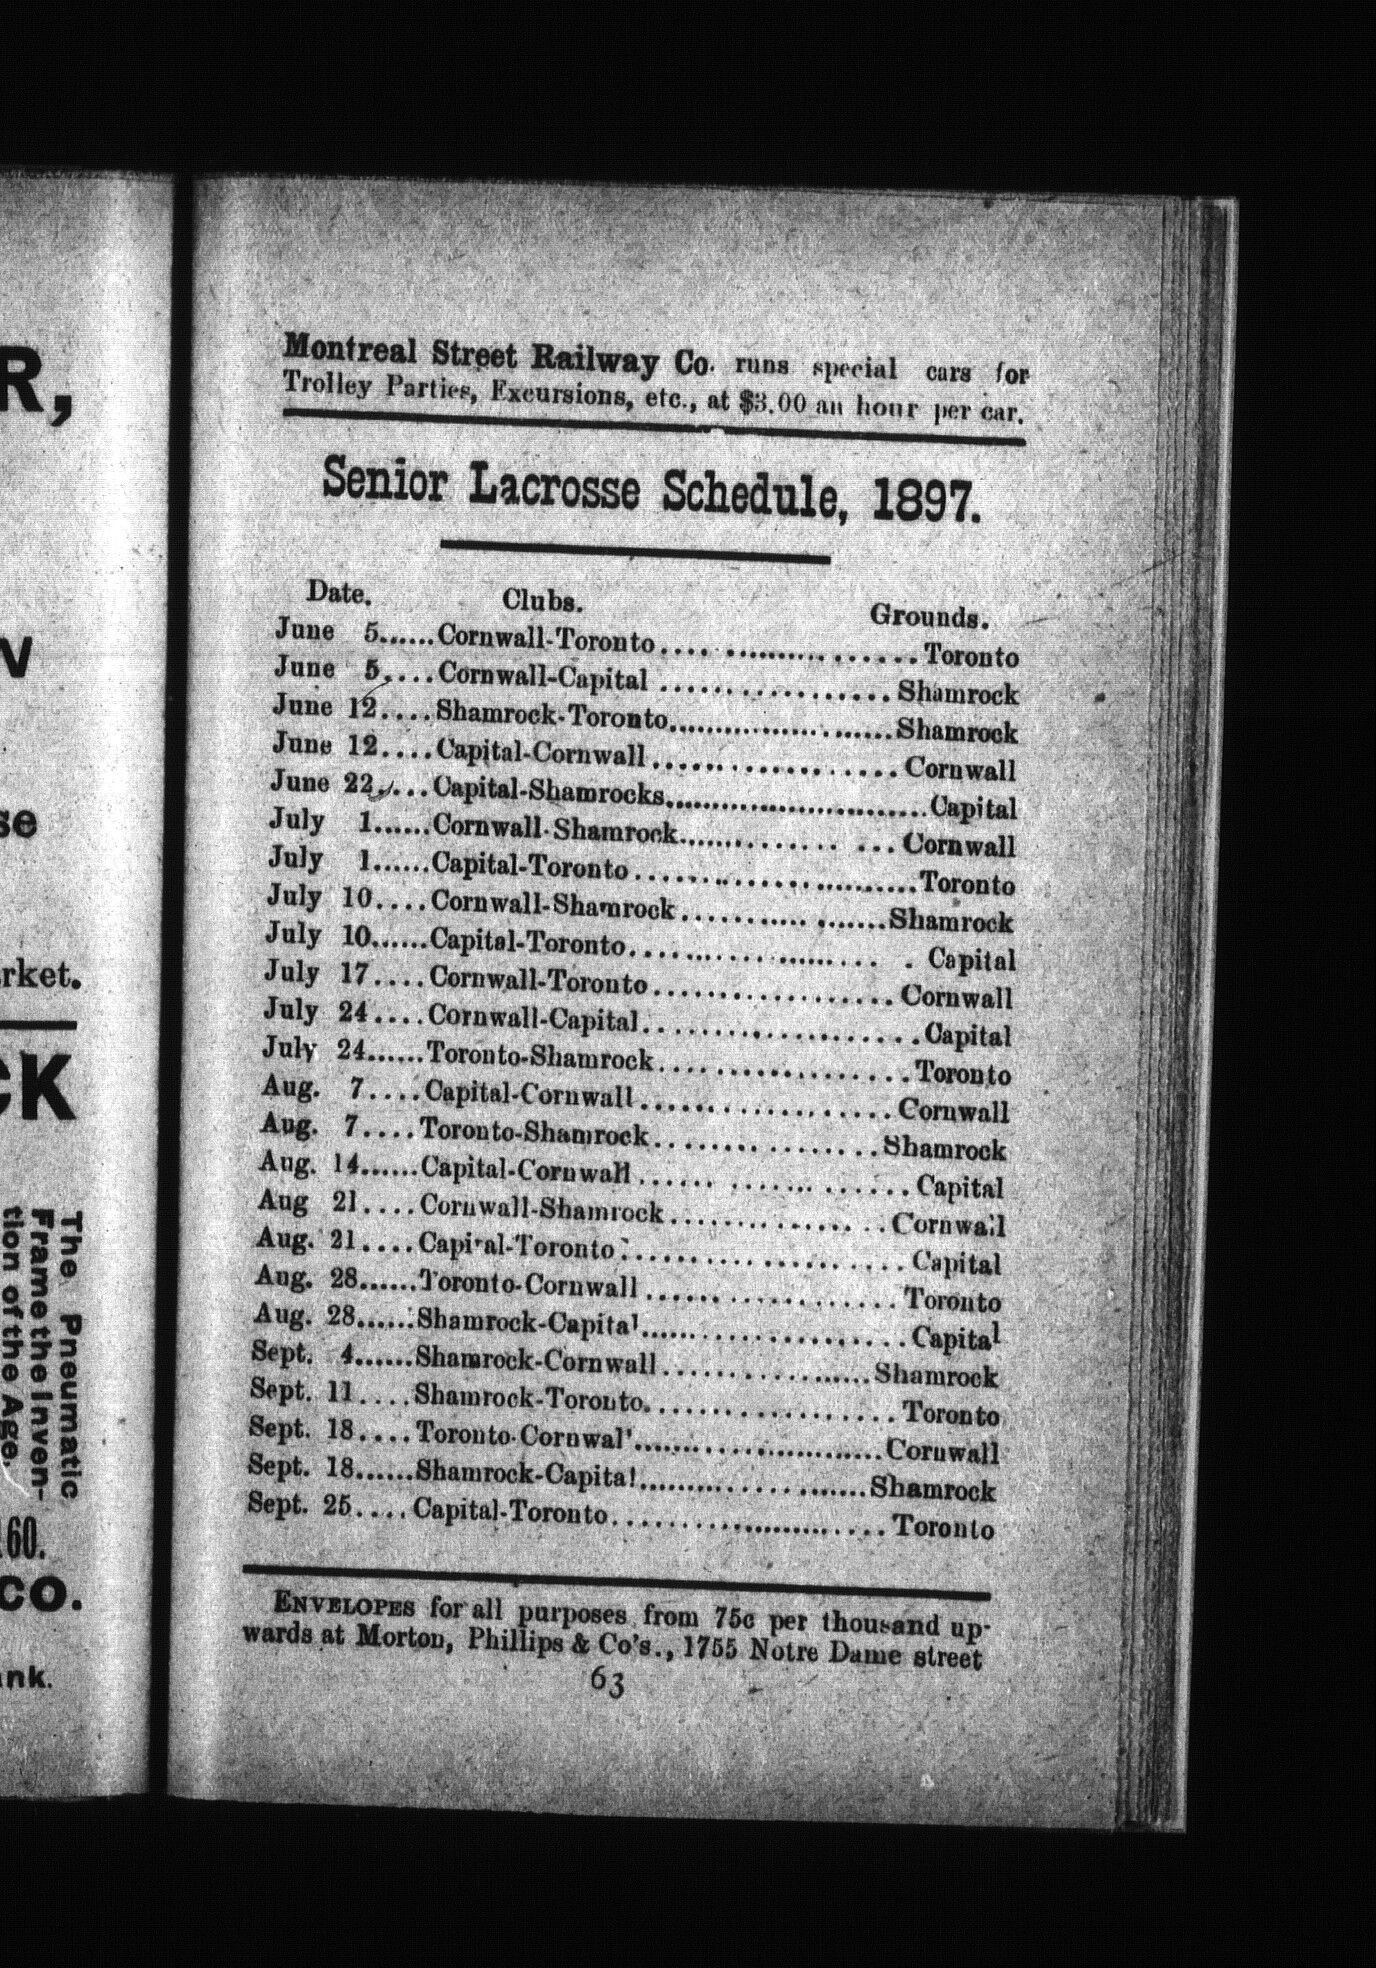 R,
W
se
rket.
CK
The Pneumatic
Frame the Inven-
tion of the Age.
.60.
CO.
ank.
Montreal Street Railway Co. runs special cars for
Trolley Parties, Excursions, etc., at $3.00 an hour per car.
Senior Lacrosse Schedule, 1897.
Date. Clubs. Grounds.
June 5......Cornwall-Toronto.... ................Toronto
June 5....Cornwall-Capital ..................Shamrock
June 12....Shamrock-Toronto.......................Shamrock
June 12....Capital-Cornwall ...................Cornwall
June 22....Capital-Shamrocks..........................Capital
July 1......Cornwall-Shamrock............... ...Cornwall
July 1......Capital-Toronto .........................Toronto
July 10....Cornwall-Shamrock........... .......Shamrock
July 10......Capital-Toronto.................... . Capital
July 17....Cornwall-Toronto..................Cornwall
July 24....Cornwall-Capital.....................Capital
July 24......Toronto-Shamrock..................Toronto
Aug. 7....Capital-Cornwall ..................Cornwall
Aug. 7....Toronto-Shamrock................Shamrock
Aug. 14......Capital-Cornwall ...... ....... ......Capital
Aug 21....Cornwall-Shamrock...............Cornwall
Aug. 21....Capital-Toronto....................Capital
Aug. 28......Toronto-Cornwall ..................Toronto
Aug. 28......Shamrock-Capital....................Capital
Sept. 4......Shamrock-Cornwall.................Shamrock
Sept. 11....Shamrock-Toronto..................Toronto
Sept. 18....Toronto-Cornwall........................Cornwall
Sept. 18......Shamrock-Capital......................Shamrock
Sept. 25....Capital-Toronto........................Toronto
ENVELOPES for all purposes from 75c per thousand up-
wards at Morton, Phillips & Co's., 1755 Notre Dame street
63